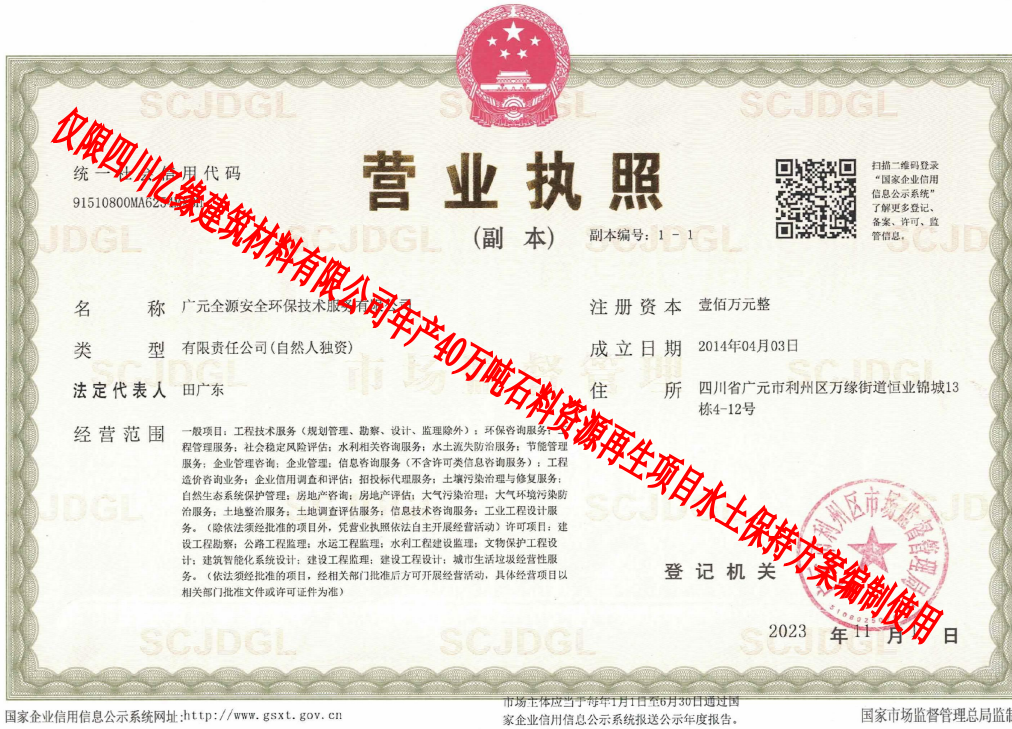 SCJDGL
统一社会信用代码
营业执照
(副 本)
副本编号: 1 - 1
扫描二维码登录
“国家企业信用
信息公示系统”
了解更多登记、
备案、许可、监
管信息。
名 称 广元全源安全环保技术服务有限公司
类 型 有限责任公司(自然人独资)
法定代表人 田广东
经营范围
一般项目: 工程技术服务(规划管理、勘察、设计、监理除外); 环保咨询服务; 工
程管理服务; 社会稳定风险评估; 水利相关咨询服务; 水土流失防治服务; 节能管理
服务; 企业管理咨询; 企业管理; 信息咨询服务(不含许可类信息咨询服务); 工程
造价咨询业务; 企业信用调查和评估; 招投标代理服务; 土壤污染治理与修复服务;
自然生态系统保护管理; 房地产咨询; 房地产评估; 大气污染治理; 大气环境污染防
治服务; 土地整治服务; 土地调查评估服务; 信息技术咨询服务; 工业工程设计服
务。(除依法须经批准的项目外, 凭营业执照依法自主开展经营活动) 许可项目: 建
设工程勘察; 公路工程监理; 水运工程监理; 水利工程建设监理; 文物保护工程设
计; 建筑智能化系统设计; 建设工程监理; 建设工程设计; 城市生活垃圾经营性服
务。(依法须经批准的项目, 经相关部门批准后方可开展经营活动, 具体经营项目以
相关部门批准文件或许可证件为准)
注册资本 壹佰万元整
成立日期 2014年04月03日
住 所 四川省广元市利州区万缘街道恒业锦城13
栋4-12号
登记机关
利州区市场监督管理局
2023 年 11 月 日
仅限四川亿缘建筑材料有限公司年产40万吨石料资源再生项目水土保持方案编制使用
市场监督管理
国家企业信用信息公示系统网址:http://www.gsxt.gov.cn
市场主体应当于每年1月1日至6月30日通过国
家企业信用信息公示系统报送公示年度报告。
国家市场监督管理总局监制